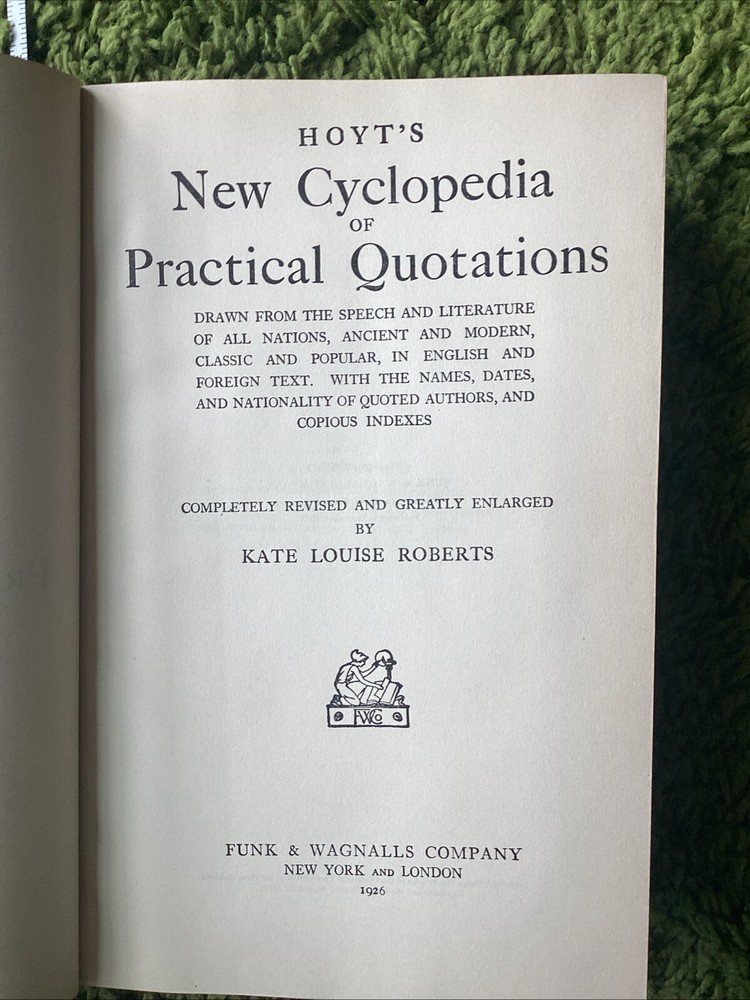 HOYT'S
New Cyclopedia
OF
Practical Quotations
DRAWN FROM THE SPEECH AND LITERATURE
OF ALL NATIONS, ANCIENT AND MODERN,
CLASSIC AND POPULAR, IN ENGLISH AND
FOREIGN TEXT. WITH THE NAMES, DATES,
AND NATIONALITY OF QUOTED AUTHORS, AND
COPIOUS INDEXES
COMPLETELY REVISED AND GREATLY ENLARGED
BY
KATE LOUISE ROBERTS
FWCo
FUNK & WAGNALLS COMPANY
NEW YORK AND LONDON
1926